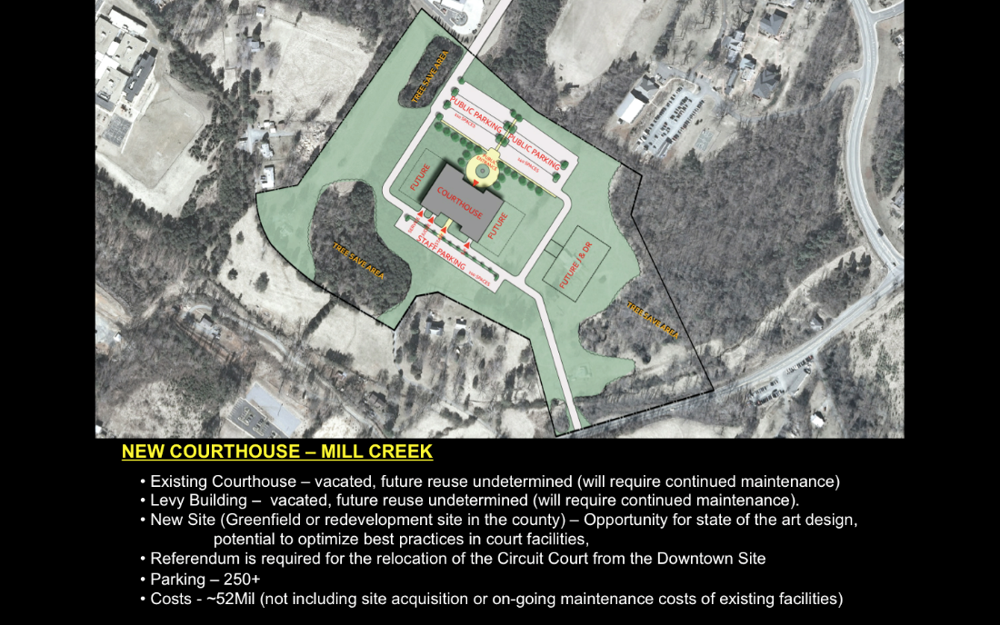 TREE SAVE AREA
PUBLIC PARKING
PUBLIC PARKING
PUBLIC
ENTRANCE
FUTURE
COURTHOUSE
FUTURE
STAFF PARKING
FUTURE J & DR
TREE SAVE AREA
TREE SAVE AREA
NEW COURTHOUSE – MILL CREEK
• Existing Courthouse – vacated, future reuse undetermined (will require continued maintenance)
• Levy Building – vacated, future reuse undetermined (will require continued maintenance).
• New Site (Greenfield or redevelopment site in the county) – Opportunity for state of the art design,
potential to optimize best practices in court facilities,
• Referendum is required for the relocation of the Circuit Court from the Downtown Site
• Parking – 250+
• Costs - ~52Mil (not including site acquisition or on-going maintenance costs of existing facilities)